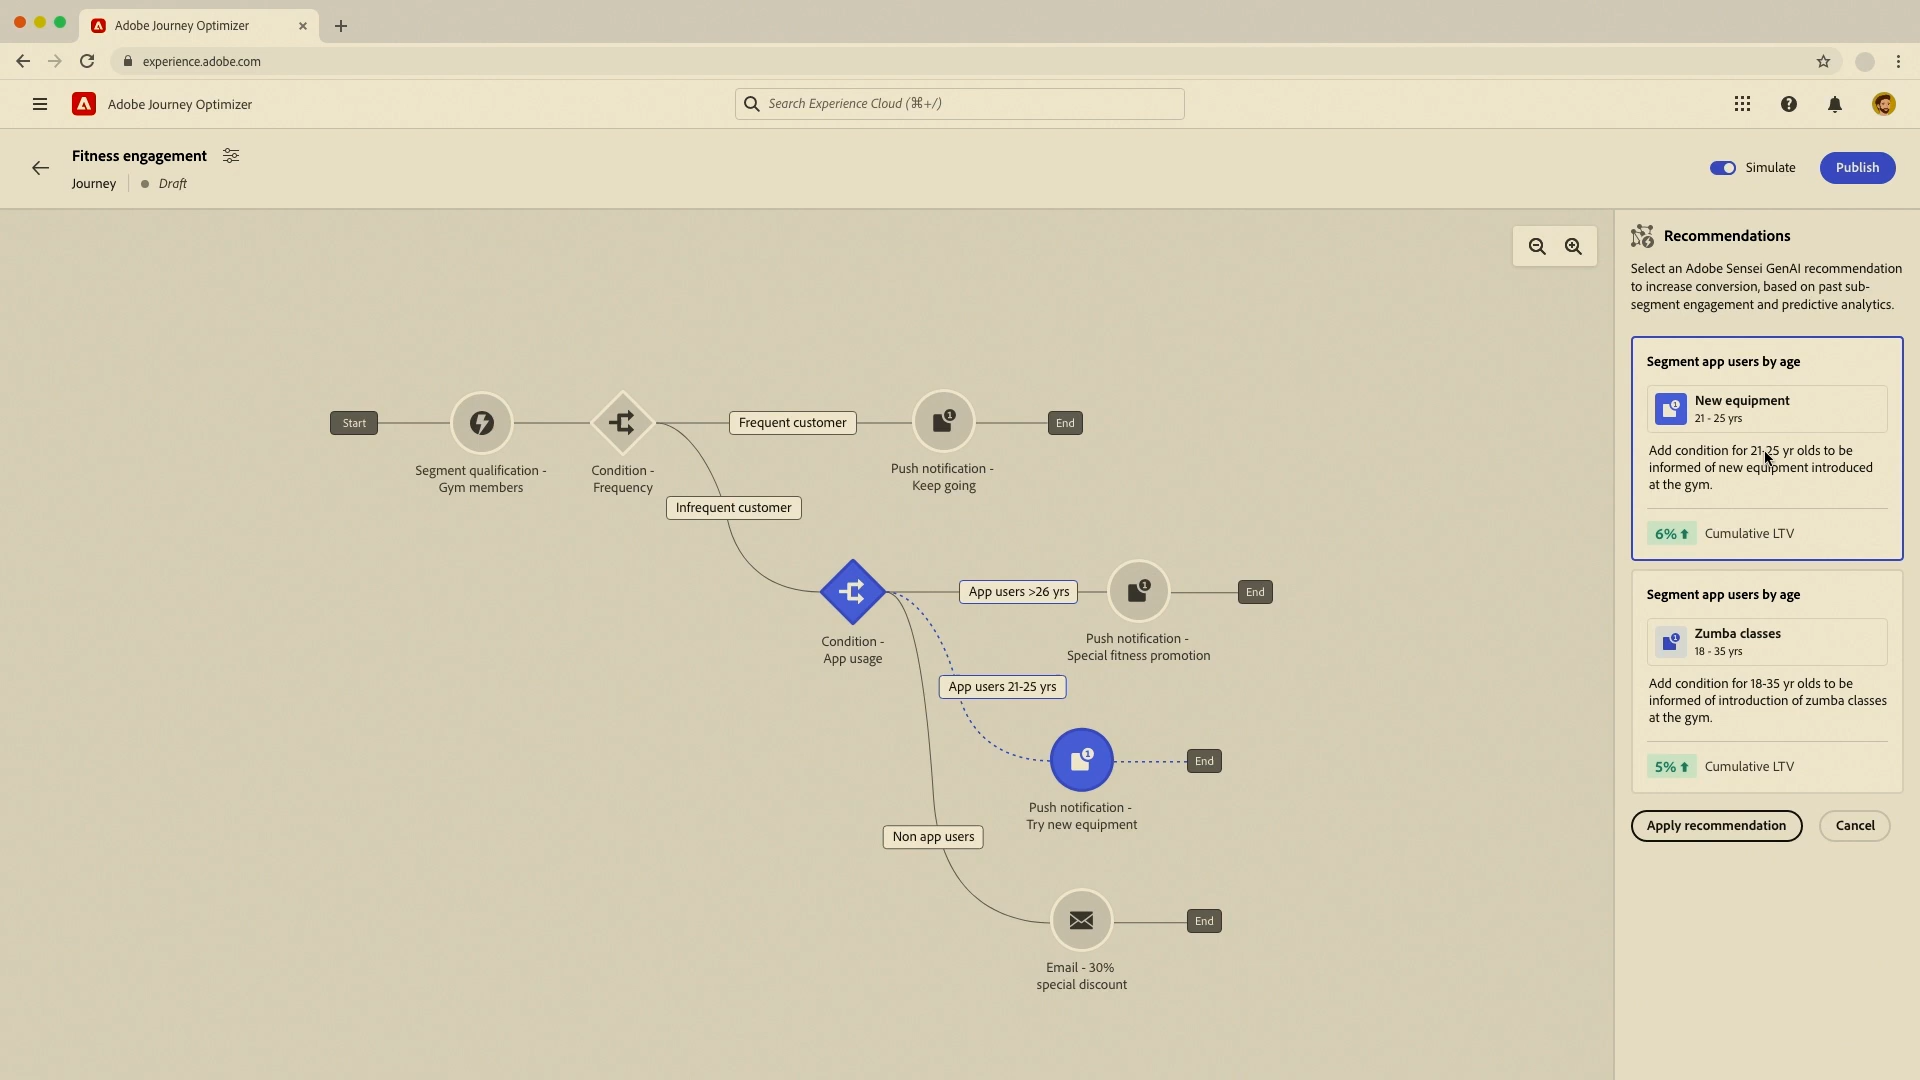 Adobe Journey Optimizer
experience.adobe.com
Adobe Journey Optimizer
Search Experience Cloud (⌘+/)
Fitness engagement
Journey
Draft
Simulate
Publish
Start
Segment qualification -
Gym members
Condition -
Frequency
Frequent customer
Push notification -
Keep going
End
Infrequent customer
Condition -
App usage
App users >26 yrs
Push notification -
Special fitness promotion
End
App users 21-25 yrs
Push notification -
Try new equipment
End
Non app users
Email - 30%
special discount
End
Recommendations
Select an Adobe Sensei GenAI recommendation
to increase conversion, based on past sub-
segment engagement and predictive analytics.
Segment app users by age
1
New equipment
21 - 25 yrs
Add condition for 21-25 yr olds to be
informed of new equipment introduced
at the gym.
6% Cumulative LTV
Segment app users by age
1
Zumba classes
18 - 35 yrs
Add condition for 18-35 yr olds to be
informed of introduction of zumba classes
at the gym.
5% Cumulative LTV
Apply recommendation
Cancel